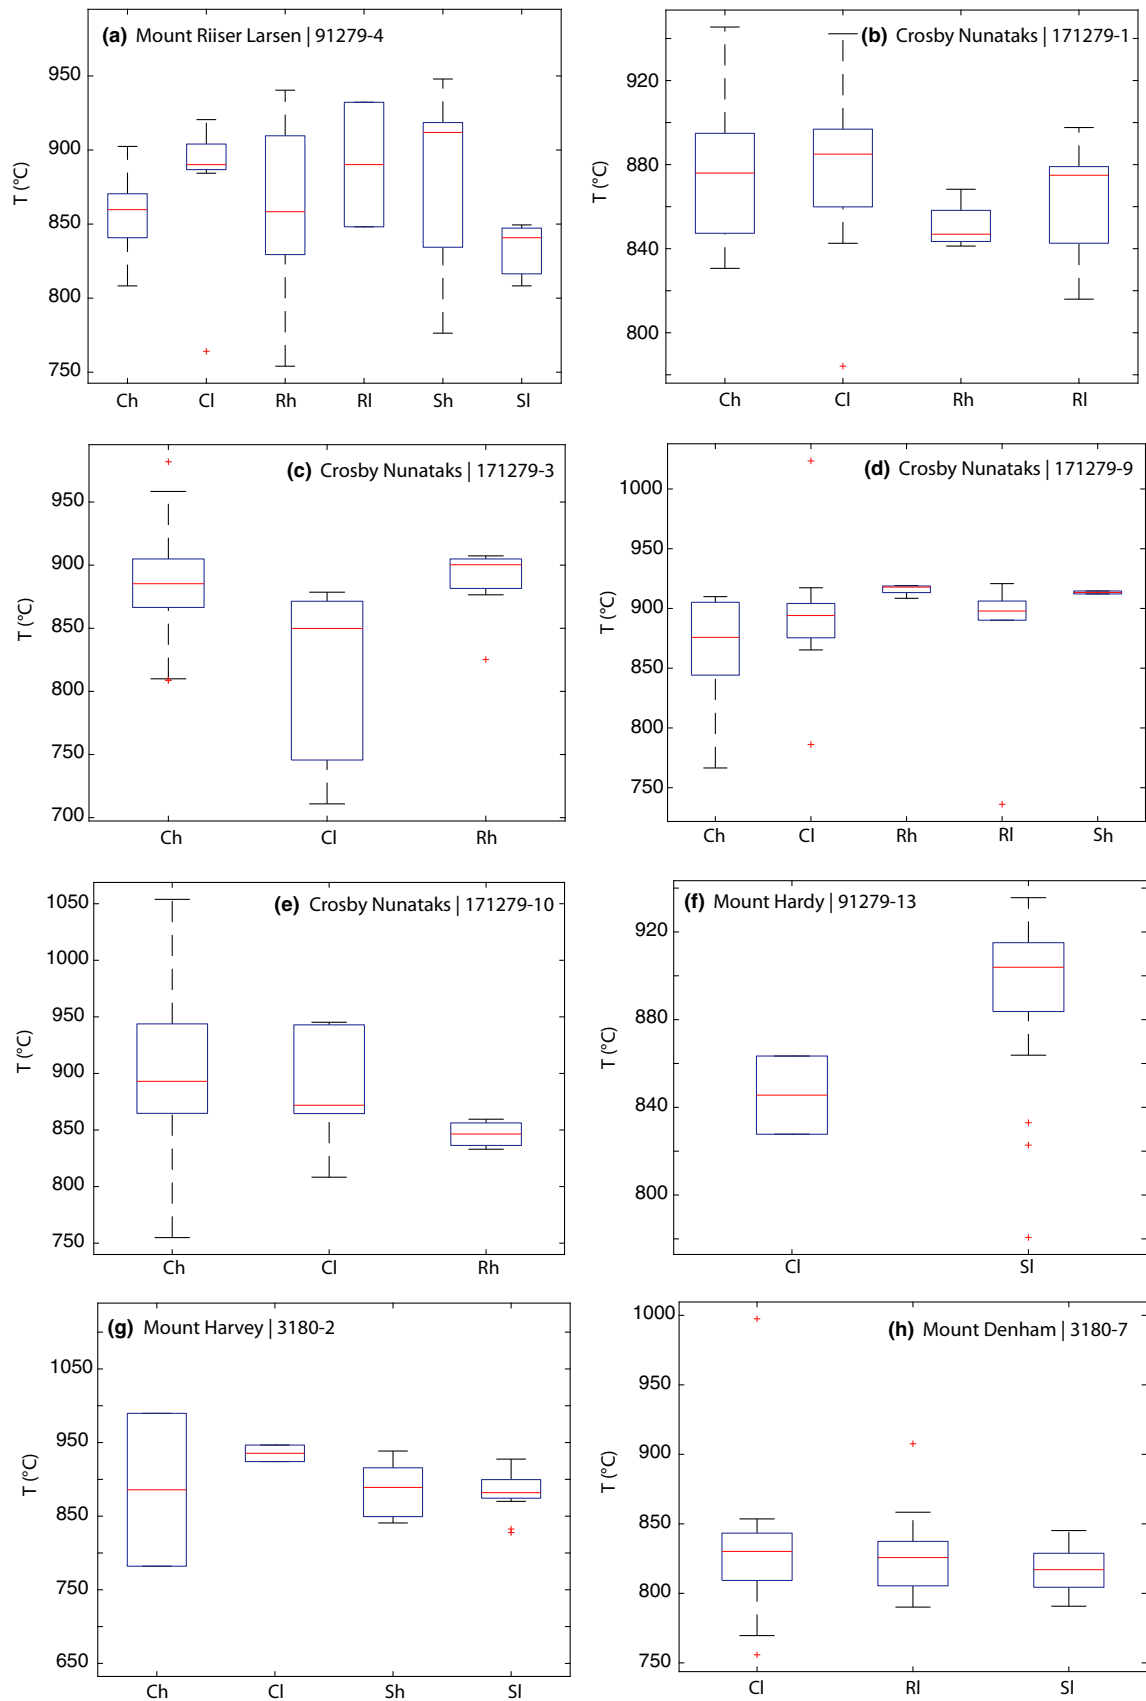 (a) Mount Riiser Larsen | 91279-4
T (°C)
950
900
850
800
750
Ch Cl Rh Rl Sh Sl
(b) Crosby Nunataks | 171279-1
T (°C)
920
880
840
800
Ch Cl Rh Rl
(c) Crosby Nunataks | 171279-3
T (°C)
950
900
850
800
750
700
Ch Cl Rh
(d) Crosby Nunataks | 171279-9
T (°C)
1000
950
900
850
800
750
Ch Cl Rh Rl Sh
(e) Crosby Nunataks | 171279-10
T (°C)
1050
1000
950
900
850
800
750
Ch Cl Rh
(f) Mount Hardy | 91279-13
T (°C)
920
880
840
800
Cl Sl
(g) Mount Harvey | 3180-2
T (°C)
1050
950
850
750
650
Ch Cl Sh Sl
(h) Mount Denham | 3180-7
T (°C)
1000
950
900
850
800
750
Cl Rl Sl